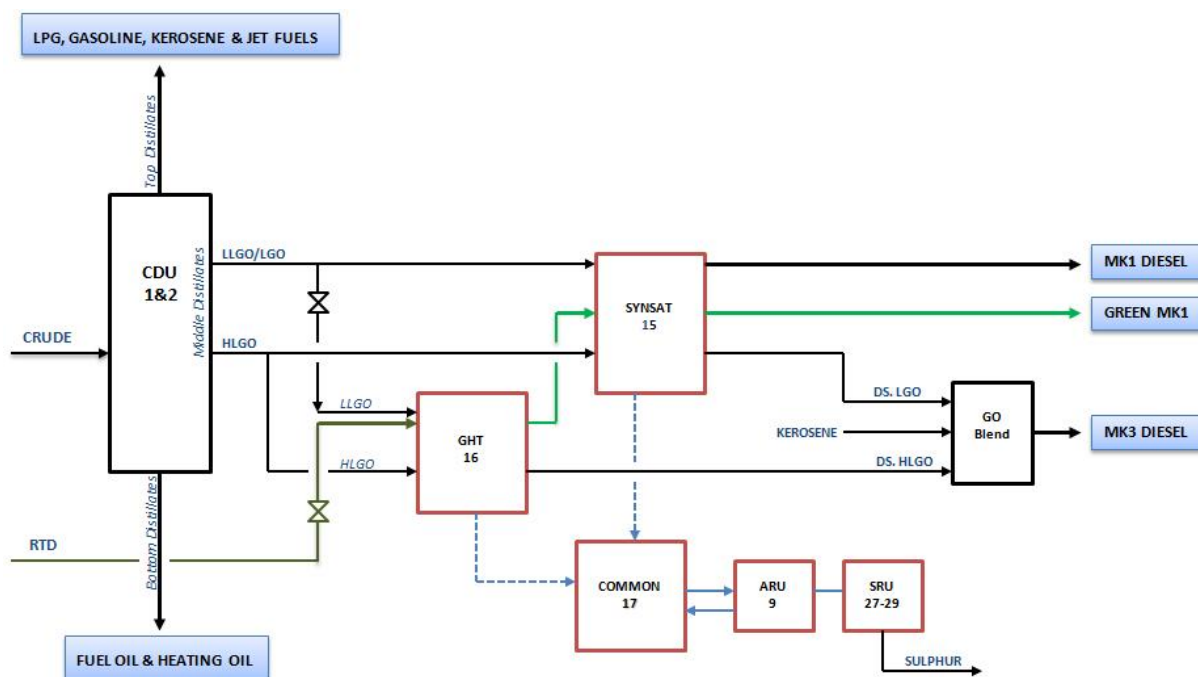 LPG, GASOLINE, KEROSENE & JET FUELS
Top Distillates
CDU
1&2
Middle Distillates
LLGO/LGO
HLGO
CRUDE
SYNSAT
15
MK1 DIESEL
GREEN MK1
LLGO
HLGO
GHT
16
DS. LGO
KEROSENE
DS. HLGO
GO
Blend
MK3 DIESEL
RTD
Bottom Distillates
COMMON
17
ARU
9
SRU
27-29
SULPHUR
FUEL OIL & HEATING OIL